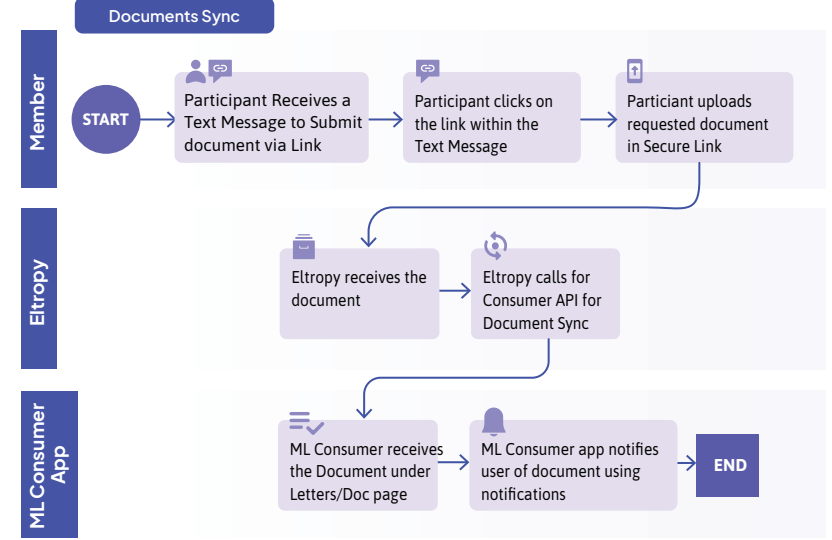 Documents Sync
Member
START
Participant Receives a
Text Message to Submit
document via Link
Participant clicks on
the link within the
Text Message
Particiant uploads
requested document
in Secure Link
Eltropy
Eltropy receives the
document
Eltropy calls for
Consumer API for
Document Sync
ML Consumer
App
ML Consumer receives
the Document under
Letters/Doc page
ML Consumer app notifies
user of document using
notifications
END